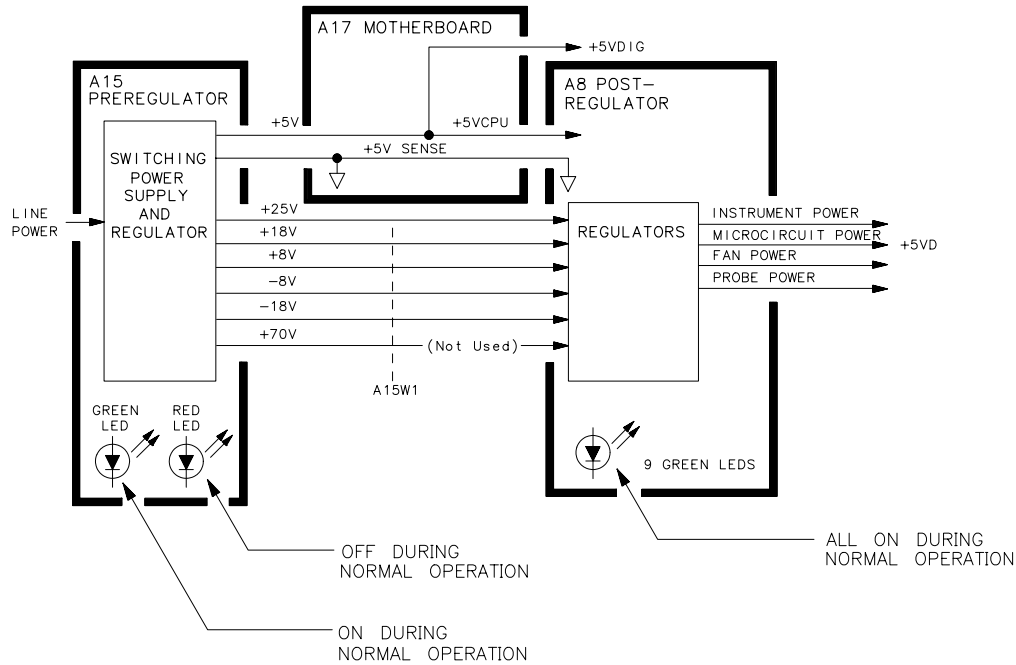 A17 MOTHERBOARD
+5VDIG
A15
PREREGULATOR
A8 POST–
REGULATOR
+5V
+5VCPU
+5V SENSE
SWITCHING
POWER
SUPPLY
AND
REGULATOR
LINE
POWER
+25V
+18V
+8V
–8V
–18V
+70V
(Not Used)
A15W1
REGULATORS
INSTRUMENT POWER
MICROCIRCUIT POWER
+5VD
FAN POWER
PROBE POWER
GREEN
LED
RED
LED
9 GREEN LEDS
OFF DURING
NORMAL OPERATION
ALL ON DURING
NORMAL OPERATION
ON DURING
NORMAL OPERATION